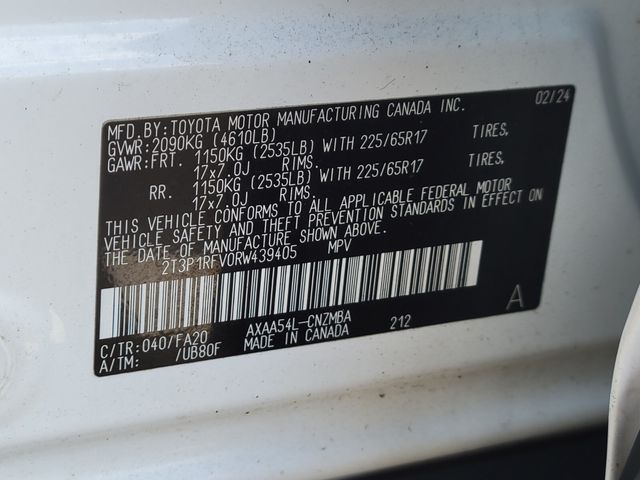 MFD.BY:TOYOTA MOTOR MANUFACTURING CANADA INC. 02/24
GVWR:2090KG (4610LB)
GAWR:FRT. 1150KG (2535LB) WITH 225/65R17 TIRES,
17x7.0J RIMS.
RR. 1150KG (2535LB) WITH 225/65R17 TIRES,
17x7.0J RIMS.
THIS VEHICLE CONFORMS TO ALL APPLICABLE FEDERAL MOTOR
VEHICLE SAFETY AND THEFT PREVENTION STANDARDS IN EFFECT ON
THE DATE OF MANUFACTURE SHOWN ABOVE.
2T3P1RFV0RW439405 MPV
C/TR:040/FA20 AXAA54L-CNZMBA 212 A
A/TM: /UB80F MADE IN CANADA